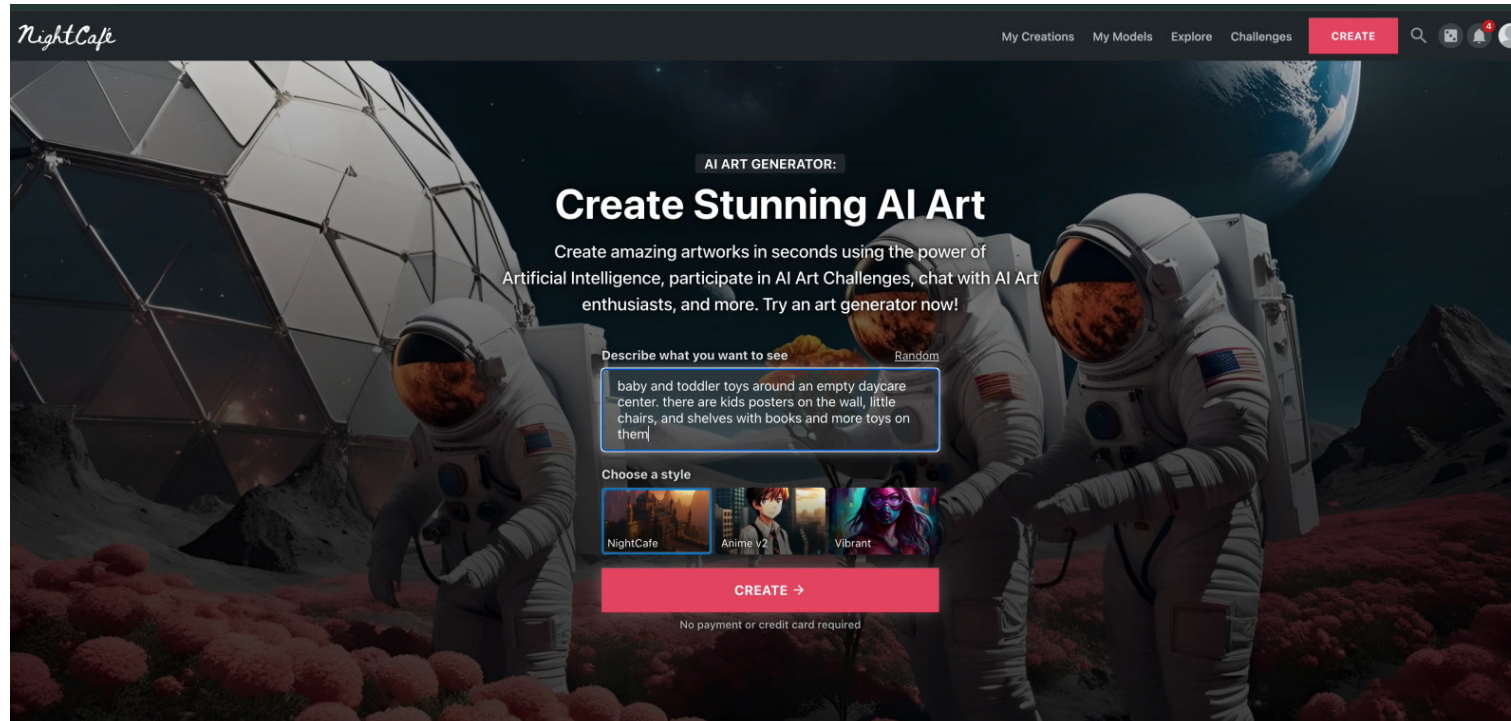 NightCafé
My Creations My Models Explore Challenges CREATE 4
AI ART GENERATOR:
Create Stunning AI Art
Create amazing artworks in seconds using the power of
Artificial Intelligence, participate in AI Art Challenges, chat with AI Art
enthusiasts, and more. Try an art generator now!
Describe what you want to see Random
baby and toddler toys around an empty daycare
center. there are kids posters on the wall, little
chairs, and shelves with books and more toys on
them
Choose a style
NightCafe Anime v2 Vibrant
CREATE →
No payment or credit card required